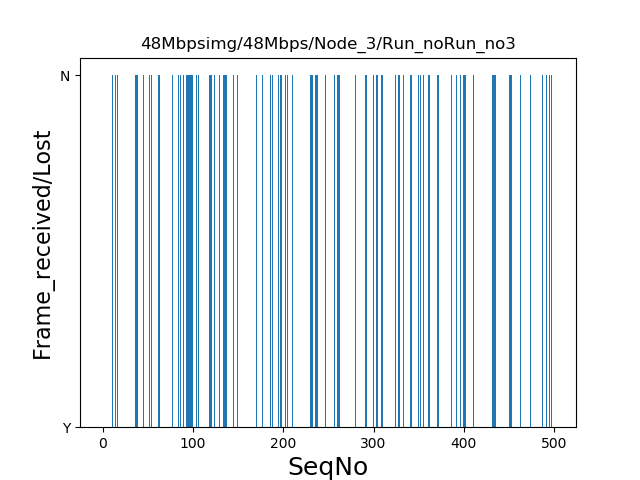 48Mbpsimg/48Mbps/Node_3/Run_noRun_no3
N
Frame_received/Lost
Y
0 100 200 300 400 500
SeqNo